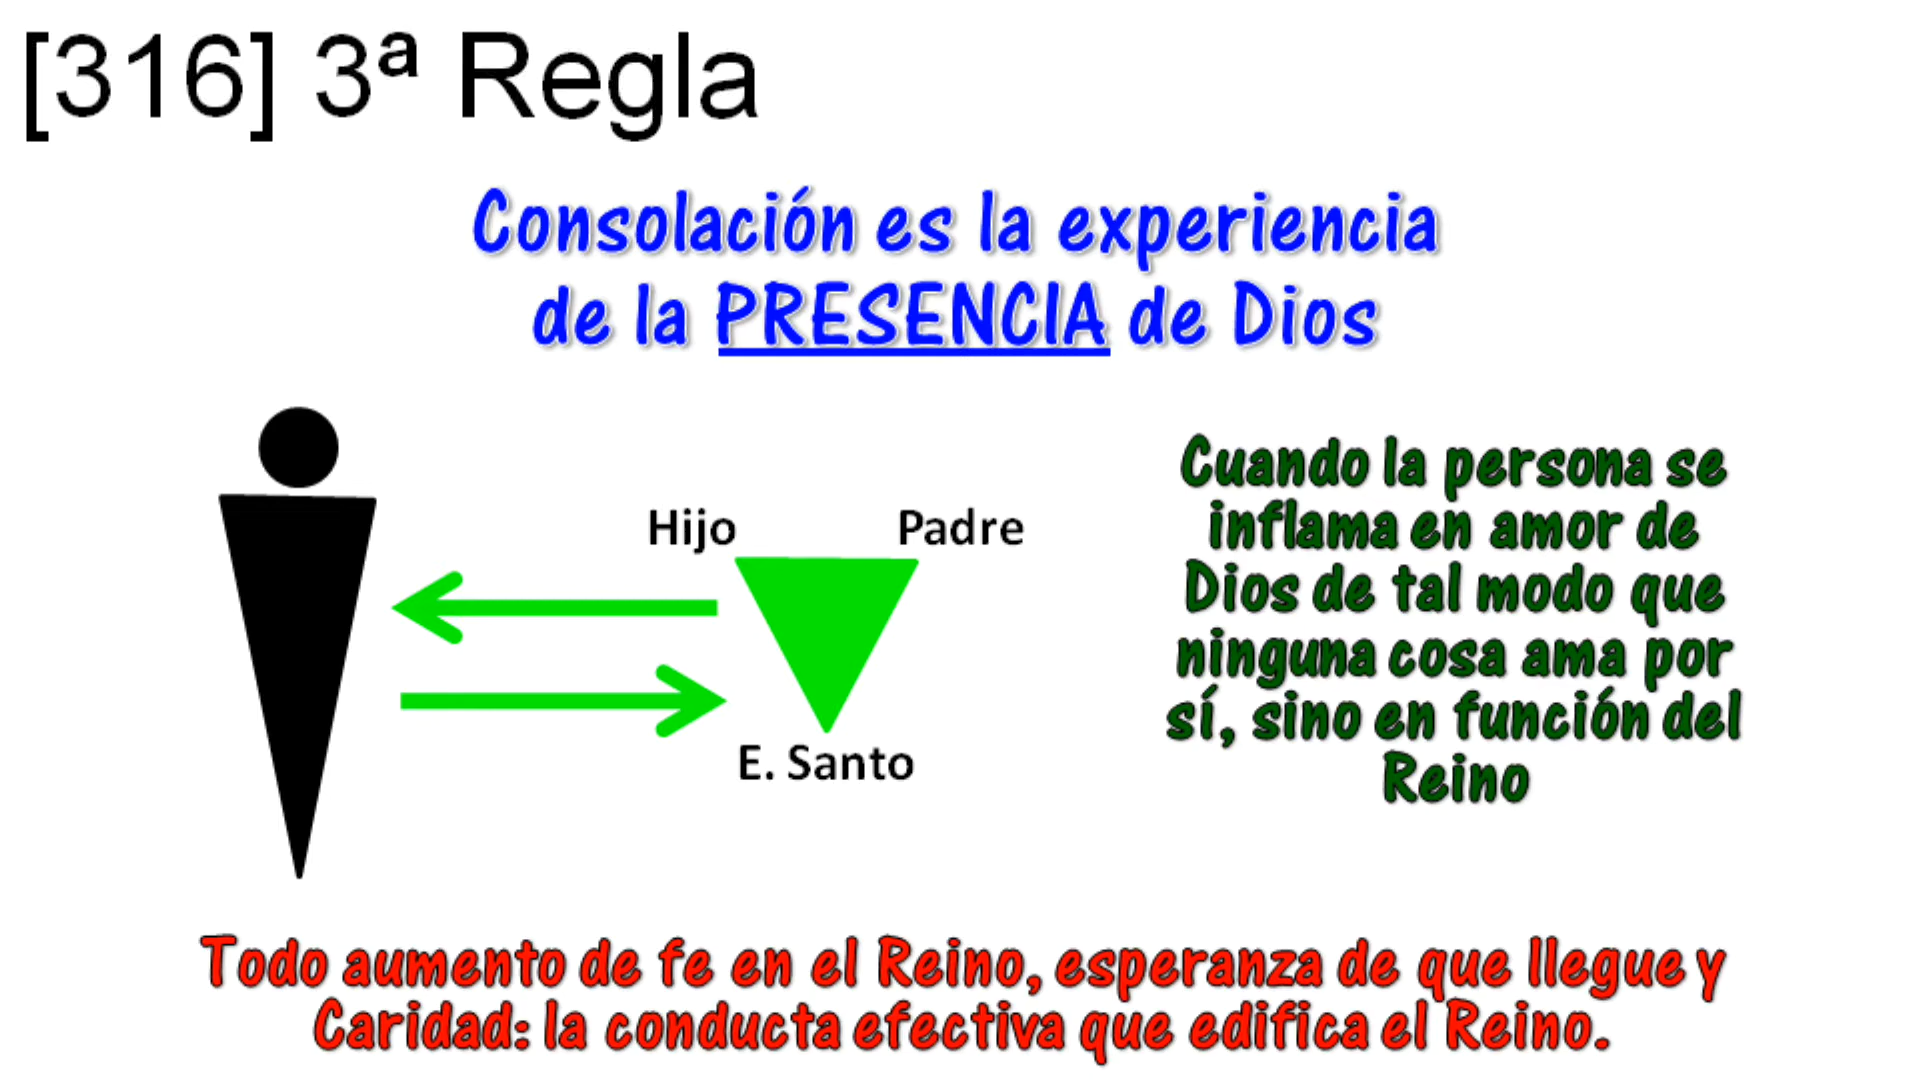 [316] 3ª Regla
Consolación es la experiencia
de la PRESENCIA de Dios
Hijo
Padre
E. Santo
Cuando la persona se
inflama en amor de
Dios de tal modo que
ninguna cosa ama por
sí, sino en función del
Reino
Todo aumento de fe en el Reino, esperanza de que llegue y
Caridad: la conducta efectiva que edifica el Reino.